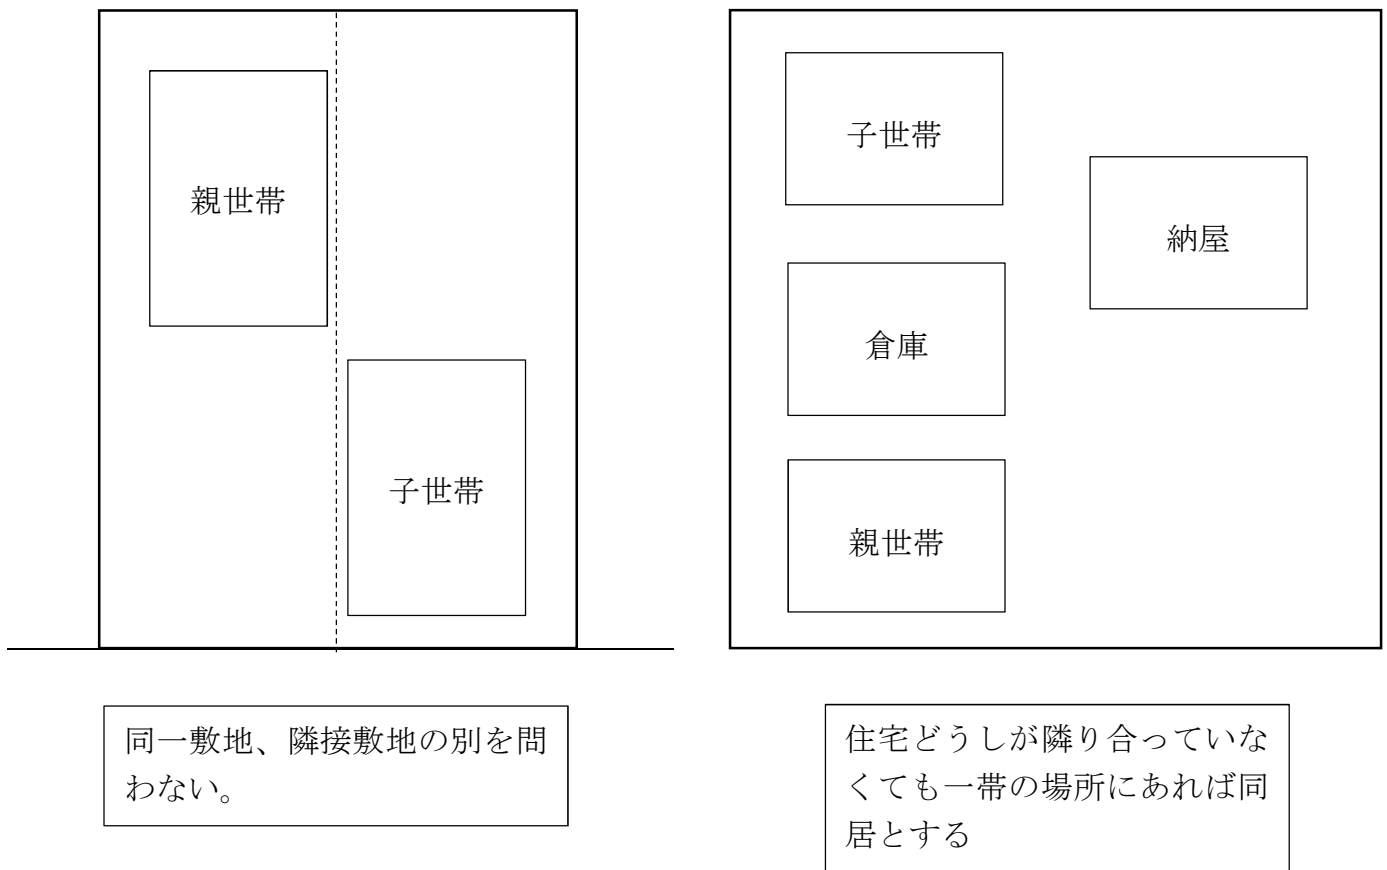 親世帯
子世帯
同一敷地、隣接敷地の別を問
わない。
子世帯
納屋
倉庫
親世帯
住宅どうしが隣り合っていな
くても一帯の場所にあれば同
居とする